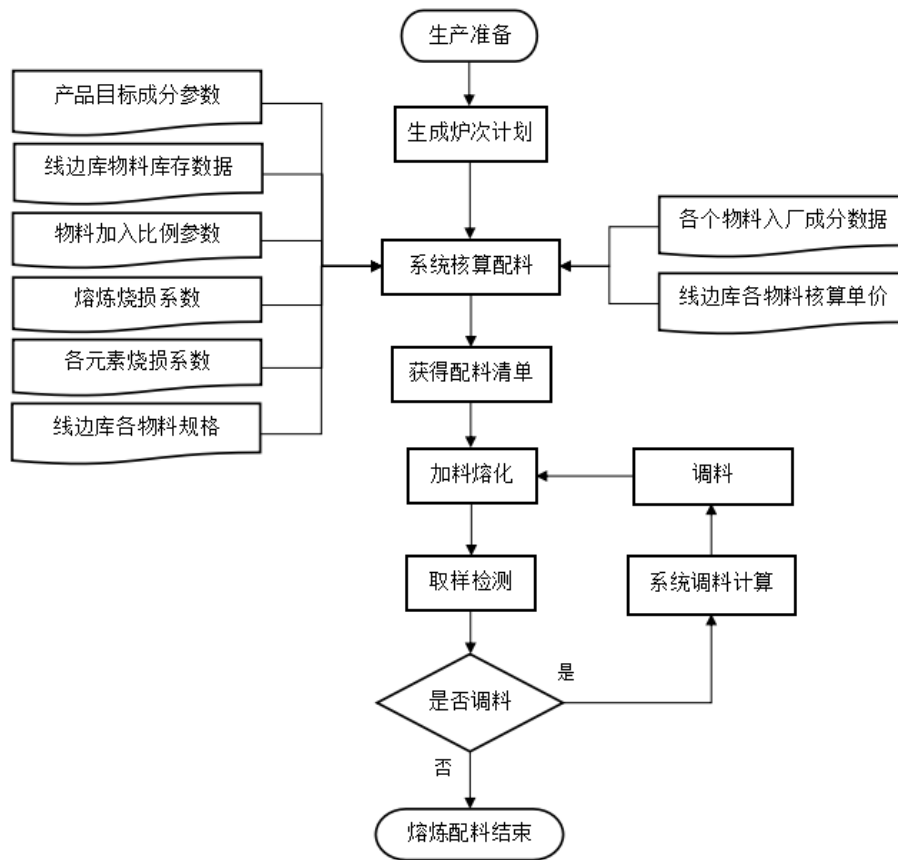 生产准备
产品目标成分参数
生成炉次计划
线边库物料库存数据
物料加入比例参数
各个物料入厂成分数据
系统核算配料
熔炼烧损系数
线边库各物料核算单价
各元素烧损系数
获得配料清单
线边库各物料规格
加料熔化
调料
取样检测
系统调料计算
是否调料
是
否
熔炼配料结束